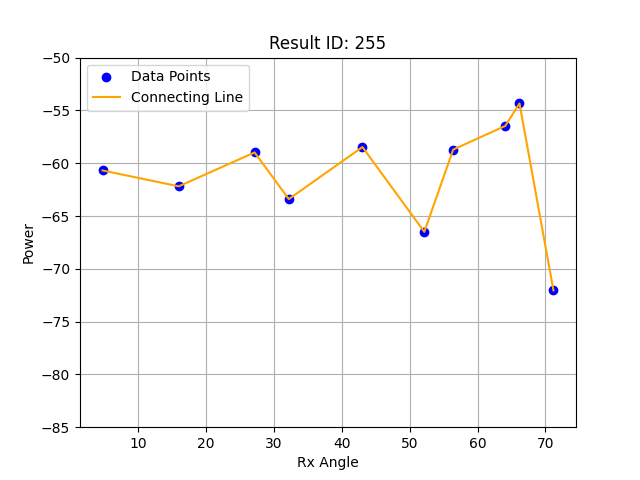 Result ID: 255
Data Points
Connecting Line
Power
−50
−55
−60
−65
−70
−75
−80
−85
10 20 30 40 50 60 70
Rx Angle